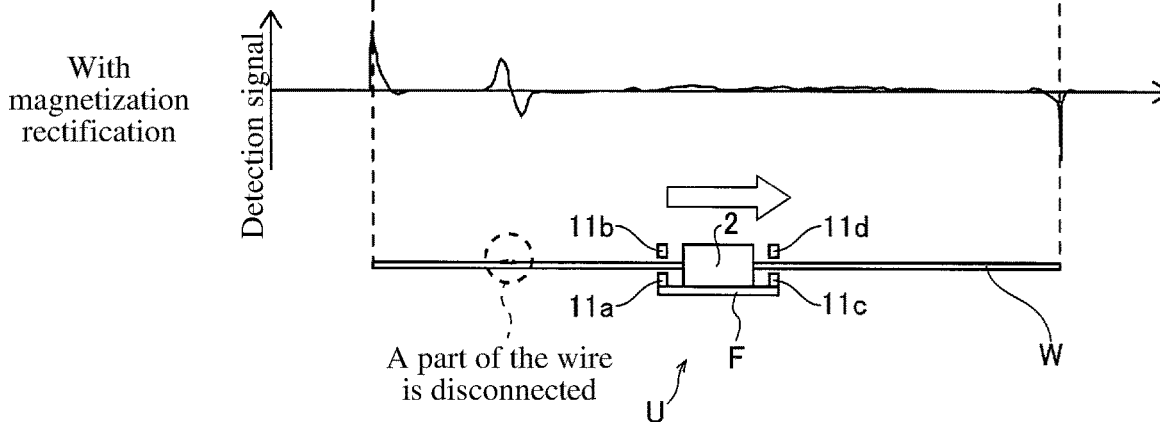 With
magnetization
rectification
Detection signal
11b
2
11d
11a
11c
F
W
A part of the wire
is disconnected
U